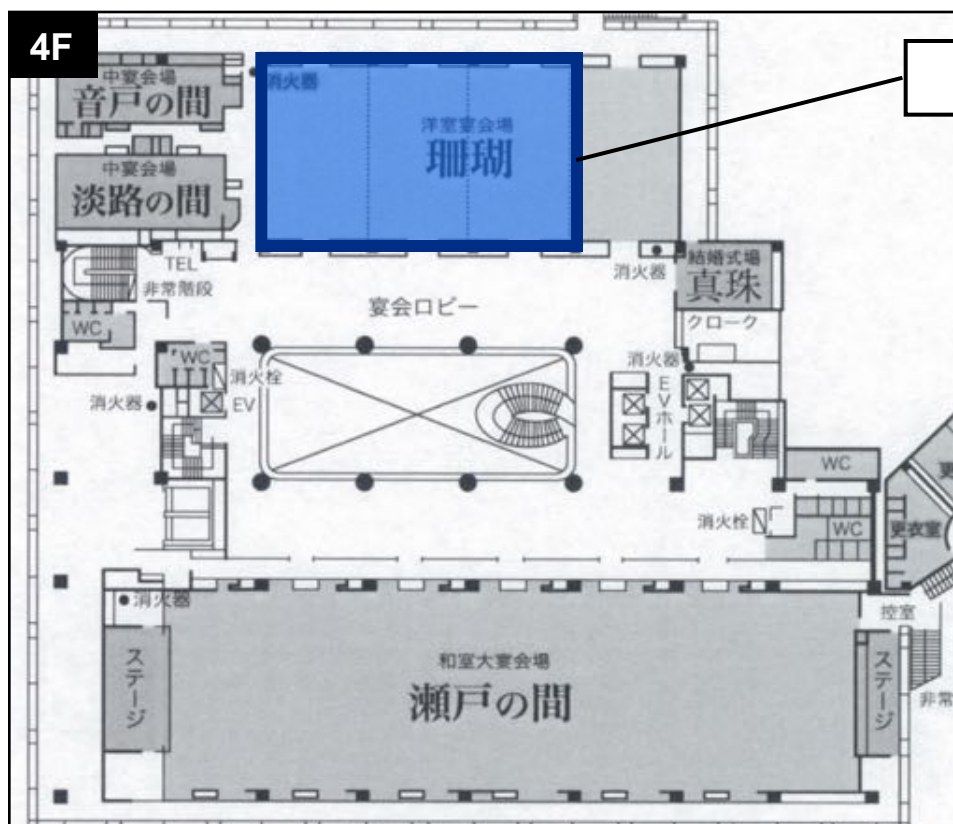 4F
中宴会場
音戸の間
消火器
洋室宴会場
珊瑚
中宴会場
淡路の間
TEL
非常階段
消火器
結婚式場
真珠
宴会ロビー
クローク
WC
WC
消火栓
消火器
EVホール
消火器
EV
WC
消火栓
WC
更
更衣室
消火器
控室
ステージ
和室大宴会場
瀬戸の間
ステージ
非常